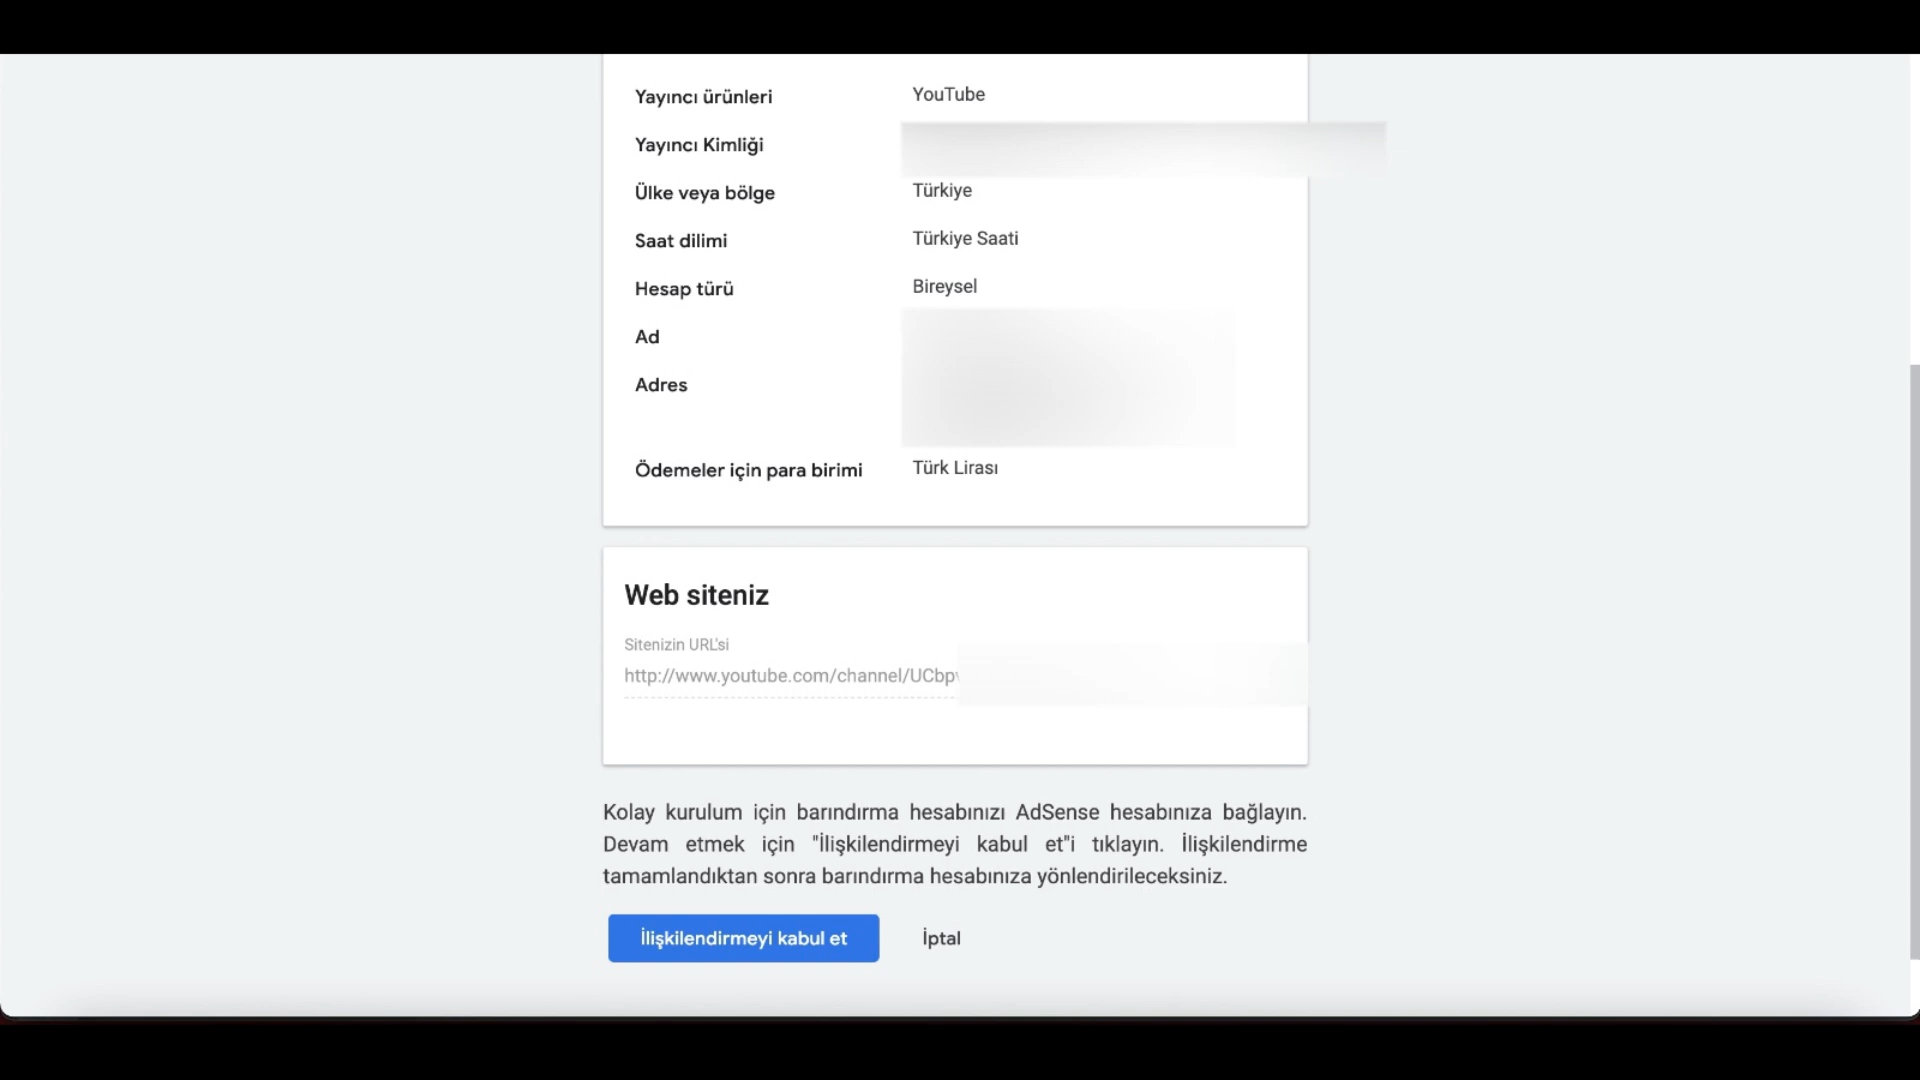 Yayıncı ürünleri YouTube
Yayıncı Kimliği
Ülke veya bölge Türkiye
Saat dilimi Türkiye Saati
Hesap türü Bireysel
Ad
Adres
Ödemeler için para birimi Türk Lirası
Web siteniz
Sitenizin URL'si
http://www.youtube.com/channel/UCbp
Kolay kurulum için barındırma hesabınızı AdSense hesabınıza bağlayın.
Devam etmek için "İlişkilendirmeyi kabul et"i tıklayın. İlişkilendirme
tamamlandıktan sonra barındırma hesabınıza yönlendirileceksiniz.
İlişkilendirmeyi kabul et İptal